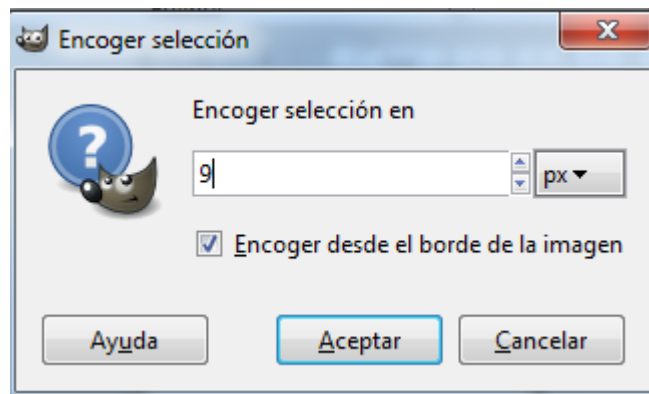 Encoger selección
Encoger selección en
9
px
Encoger desde el borde de la imagen
Ayuda
Aceptar
Cancelar